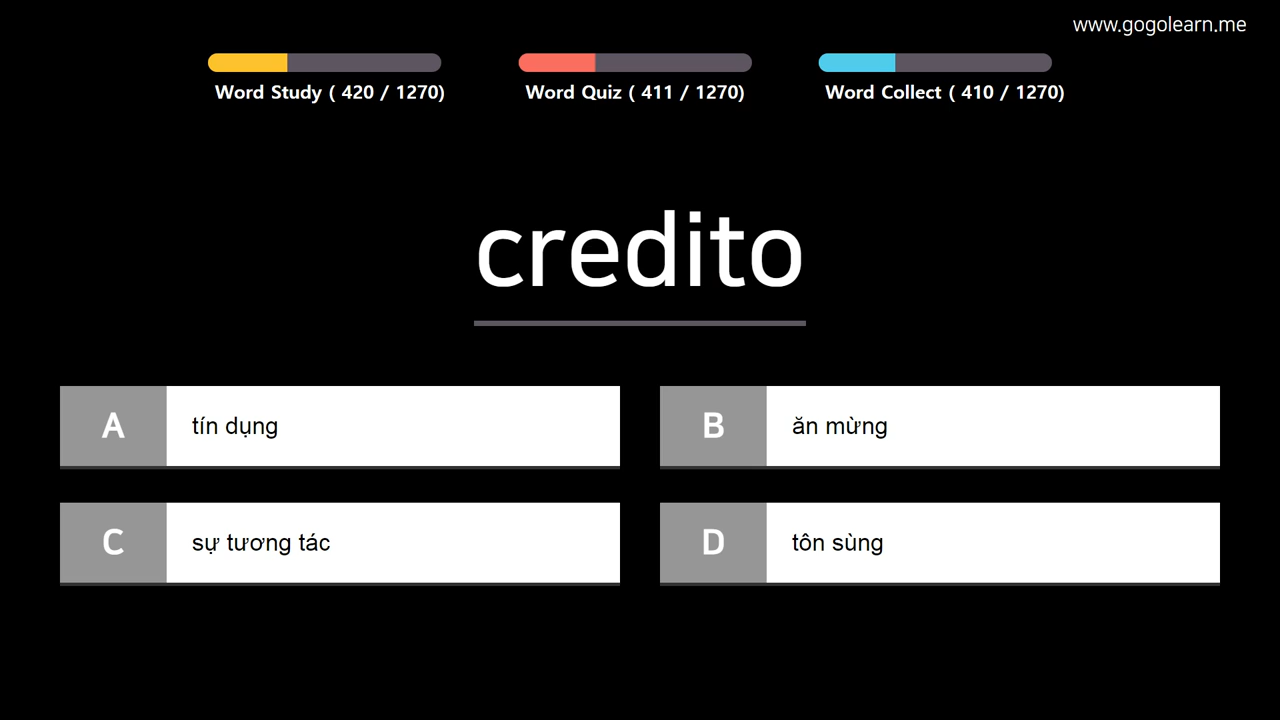 www.gogolearn.me
Word Study ( 420 / 1270)
Word Quiz ( 411 / 1270)
Word Collect ( 410 / 1270)
credito
A tín dụng
B ăn mừng
C sự tương tác
D tôn sùng